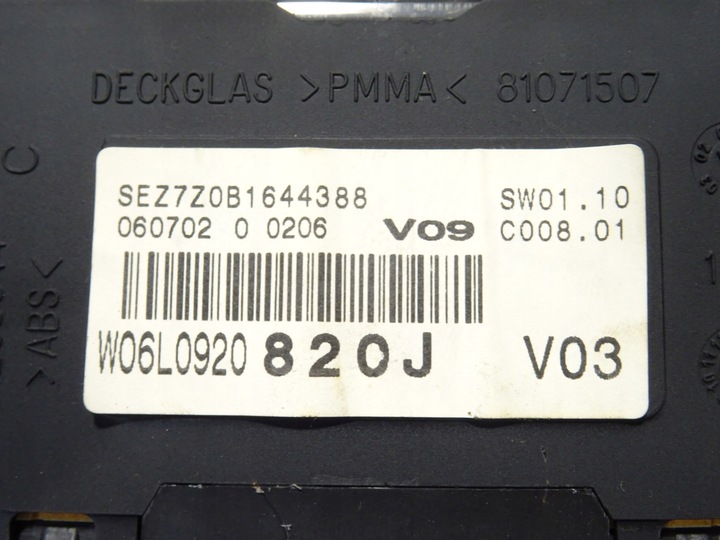 DECKGLAS >PMMA< 81071507
C
>ABS<
SEZ7Z0B1644388 SW01.10
060702 0 0206 V09 C008.01
W06L0920 820J V03